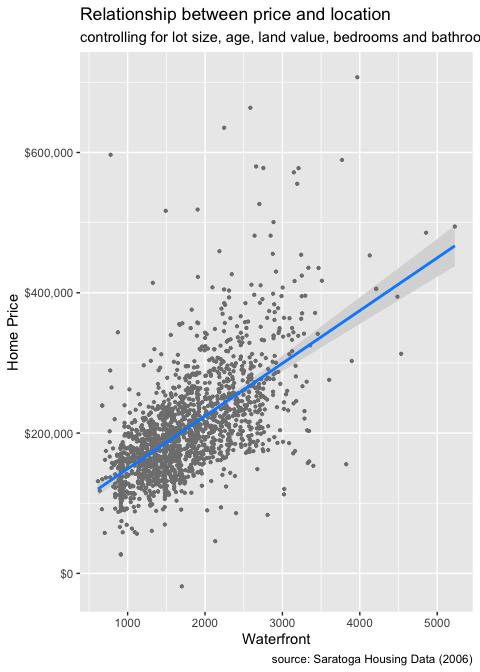 Relationship between price and location
controlling for lot size, age, land value, bedrooms and bathroo
$600,000
$400,000
$200,000
$0
Home Price
1000 2000 3000 4000 5000
Waterfront
source: Saratoga Housing Data (2006)